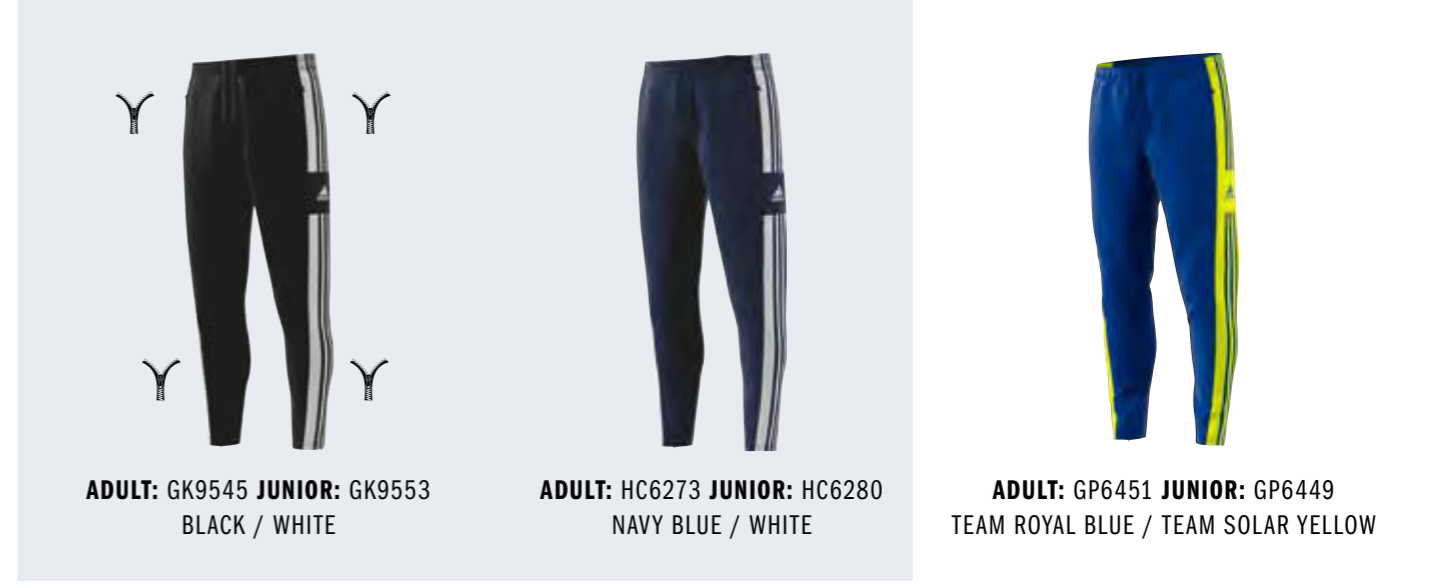 ADULT: GK9545 JUNIOR: GK9553
BLACK / WHITE
ADULT: HC6273 JUNIOR: HC6280
NAVY BLUE / WHITE
ADULT: GP6451 JUNIOR: GP6449
TEAM ROYAL BLUE / TEAM SOLAR YELLOW